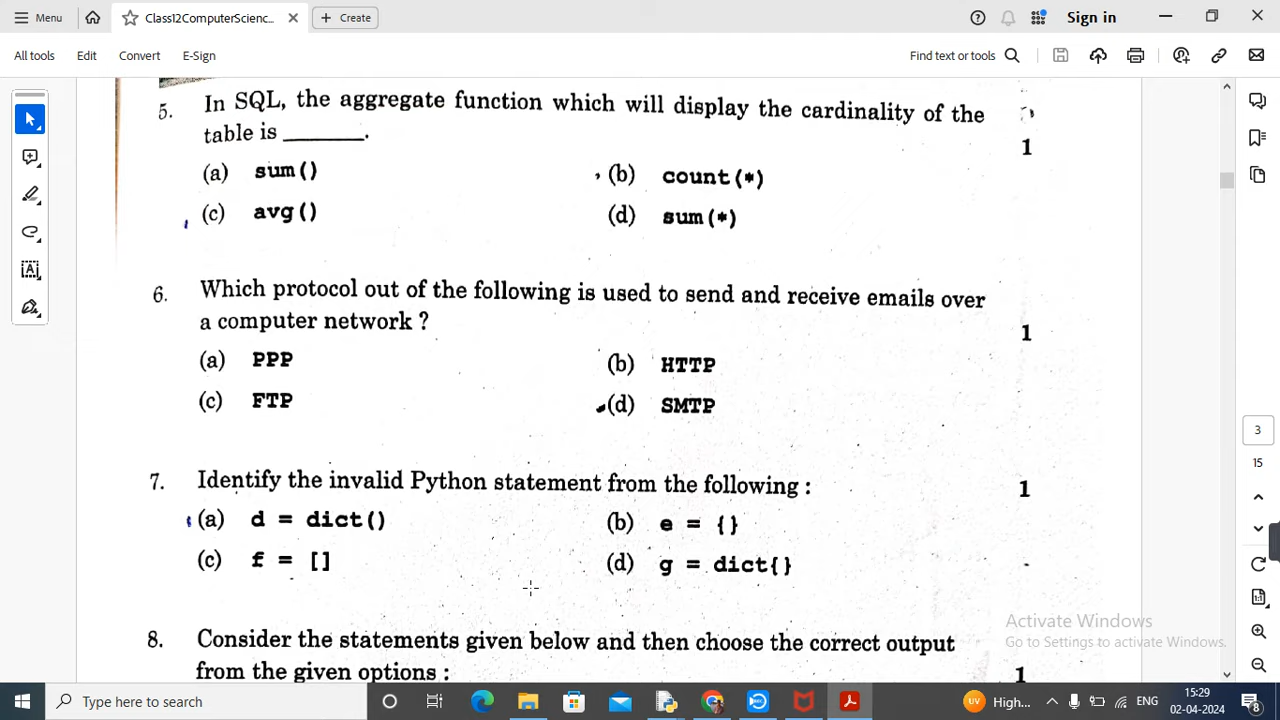 Menu
Class12ComputerScienc...
Create
Sign in
All tools Edit Convert E-Sign
Find text or tools
5. In SQL, the aggregate function which will display the cardinality of the
table is ______.
1
(a) sum() (b) count(*)
(c) avg() (d) sum(*)
6. Which protocol out of the following is used to send and receive emails over
a computer network ?
1
(a) PPP (b) HTTP
(c) FTP (d) SMTP
7. Identify the invalid Python statement from the following : 1
(a) d = dict() (b) e = {}
(c) f = [] (d) g = dict{}
8. Consider the statements given below and then choose the correct output
from the given options :
1
3
15
Activate Windows
Go to Settings to activate Windows.
Type here to search
UV
High...
ENG
15:29
02-04-2024
8